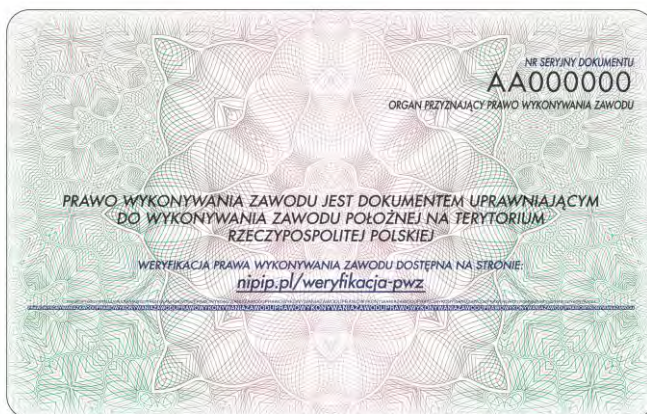 NR SERYJNY DOKUMENTU
AA000000
ORGAN PRZYZNAJĄCY PRAWO WYKONYWANIA ZAWODU
PRAWO WYKONYWANIA ZAWODU JEST DOKUMENTEM UPRAWNIAJĄCYM
DO WYKONYWANIA ZAWODU POŁOŻNEJ NA TERYTORIUM
RZECZYPOSPOLITEJ POLSKIEJ
WERYFIKACJA PRAWA WYKONYWANIA ZAWODU DOSTĘPNA NA STRONIE:
nipip.pl/weryfikacja-pwz